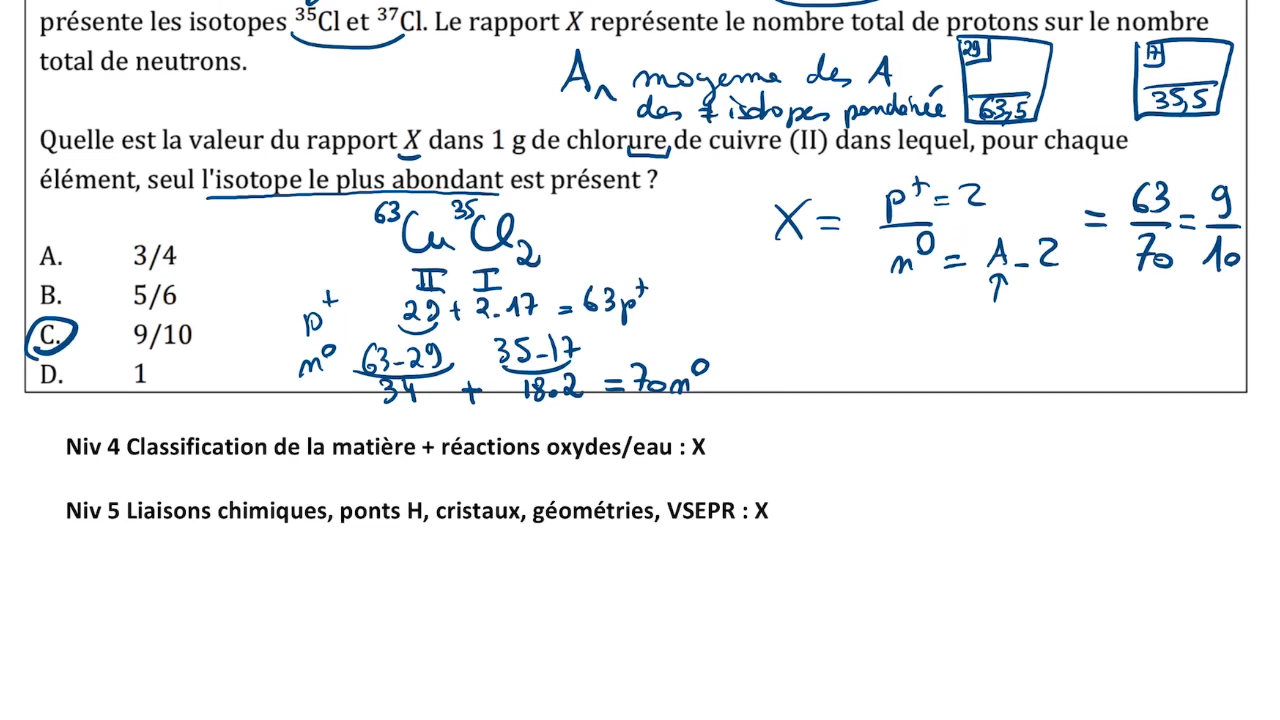 présente les isotopes ³⁵Cl et ³⁷Cl. Le rapport X représente le nombre total de protons sur le nombre
total de neutrons.
Ar moyenne des A
des ≠ isotopes pondérée
29
63,5
17
35,5
Quelle est la valeur du rapport X dans 1 g de chlorure de cuivre (II) dans lequel, pour chaque
élément, seul l'isotope le plus abondant est présent ?
⁶³Cu ³⁵Cl₂
II I
X = p⁺ = Z / n⁰ = A - Z = 63/70 = 9/10
A. 3/4
B. 5/6
C. 9/10
D. 1
p⁺ 29 + 2.17 = 63p⁺
n⁰ 63-29 35-17
34 + 18.2 = 70n⁰
Niv 4 Classification de la matière + réactions oxydes/eau : X
Niv 5 Liaisons chimiques, ponts H, cristaux, géométries, VSEPR : X